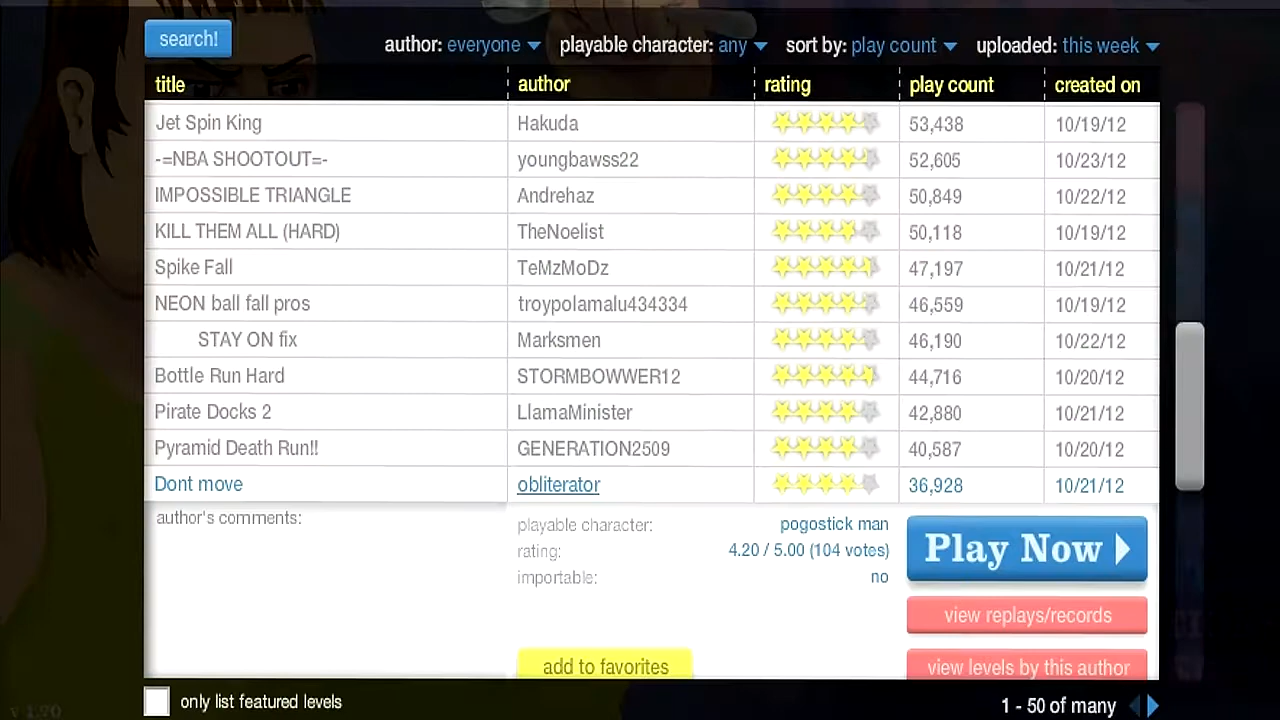 search!
author: everyone playable character: any sort by: play count uploaded: this week
title author rating play count created on
Jet Spin King Hakuda 53,438 10/19/12
-=NBA SHOOTOUT=- youngbawss22 52,605 10/23/12
IMPOSSIBLE TRIANGLE Andrehaz 50,849 10/22/12
KILL THEM ALL (HARD) TheNoelist 50,118 10/19/12
Spike Fall TeMzMoDz 47,197 10/21/12
NEON ball fall pros troypolamalu434334 46,559 10/19/12
STAY ON fix Marksmen 46,190 10/22/12
Bottle Run Hard STORMBOWWER12 44,716 10/20/12
Pirate Docks 2 LlamaMinister 42,880 10/21/12
Pyramid Death Run!! GENERATION2509 40,587 10/20/12
Dont move obliterator 36,928 10/21/12
author's comments:
playable character: pogostick man
rating: 4.20 / 5.00 (104 votes)
importable: no
Play Now
view replays/records
add to favorites
view levels by this author
only list featured levels
1 - 50 of many
v 1.70